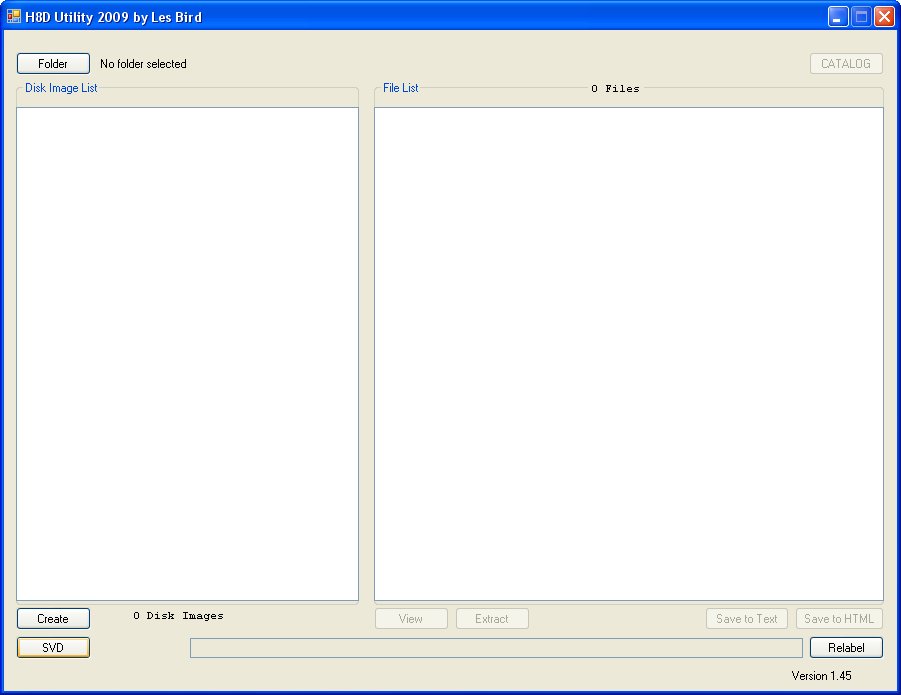 H8D Utility 2009 by Les Bird
Folder No folder selected CATALOG
Disk Image List File List 0 Files
Create 0 Disk Images View Extract Save to Text Save to HTML
SVD Relabel
Version 1.45